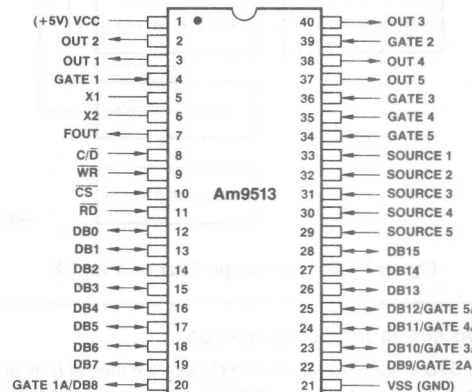 (+5V) VCC 1 40 OUT 3
OUT 2 2 39 GATE 2
OUT 1 3 38 OUT 4
GATE 1 4 37 OUT 5
X1 5 36 GATE 3
X2 6 35 GATE 4
FOUT 7 34 GATE 5
C/D̅ 8 33 SOURCE 1
W̅R̅ 9 32 SOURCE 2
C̅S̅ 10 Am9513 31 SOURCE 3
R̅D̅ 11 30 SOURCE 4
DB0 12 29 SOURCE 5
DB1 13 28 DB15
DB2 14 27 DB14
DB3 15 26 DB13
DB4 16 25 DB12/GATE 5A
DB5 17 24 DB11/GATE 4A
DB6 18 23 DB10/GATE 3A
DB7 19 22 DB9/GATE 2A
GATE 1A/DB8 20 21 VSS (GND)